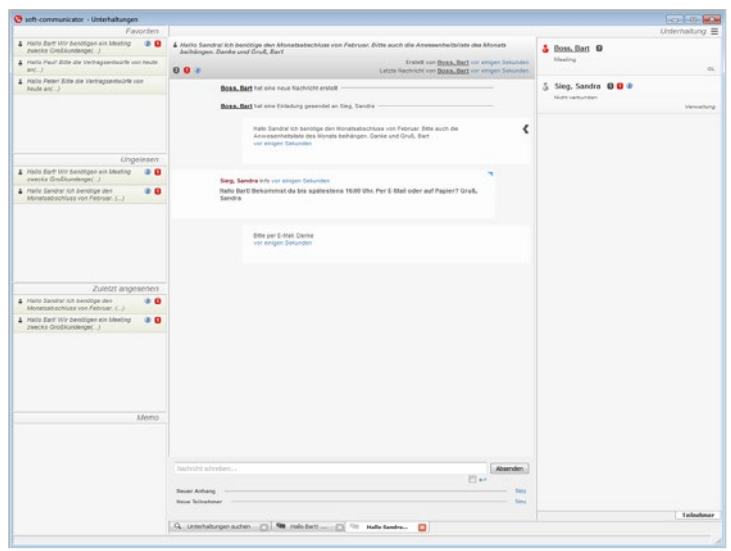 soft-communicator - Unterhaltungen
Favoriten
Hallo Bart! Wir benötigen ein Meeting
zwecks Großkundenge(...)
Hallo Paul! Bitte die Vertragsentwürfe von heute
an(...)
Hallo Peter! Bitte die Vertragsentwürfe von
heute an(...)
Ungelesen
Hallo Bart! Wir benötigen ein Meeting
zwecks Großkundenge(...)
Hallo Sandra! Ich benötige den
Monatsabschluss von Februar. (...)
Zuletzt angesehen
Hallo Sandra! Ich benötige den
Monatsabschluss von Februar. (...)
Hallo Bart! Wir benötigen ein Meeting
zwecks Großkundenge(...)
Memo
Hallo Sandra! Ich benötige den Monatsabschluss von Februar. Bitte auch die Anwesenheitsliste des Monats
beihängen. Danke und Gruß, Bart
Erstellt von Boss, Bart vor einigen Sekunden
Letzte Nachricht von Boss, Bart vor einigen Sekunden
Boss, Bart hat eine neue Nachricht erstellt
Boss, Bart hat eine Einladung gesendet an Sieg, Sandra
Hallo Sandra! Ich benötige den Monatsabschluss von Februar. Bitte auch die
Anwesenheitsliste des Monats beihängen. Danke und Gruß, Bart
vor einigen Sekunden
Sieg, Sandra Info vor einigen Sekunden
Hallo Bart! Bekommst du bis spätestens 16:00 Uhr. Per E-Mail oder auf Papier? Gruß,
Sandra
Bitte per E-Mail. Danke
vor einigen Sekunden
Nachricht schreiben...
Absenden
Neuer Anhang
Neu
Neue Teilnehmer
Neu
Unterhaltungen suchen
Hallo Bart! ...
Hallo Sandra...
Unterhaltung
Boss, Bart
Meeting
GL
Sieg, Sandra
Nicht verbunden
Verwaltung
Teilnehmer